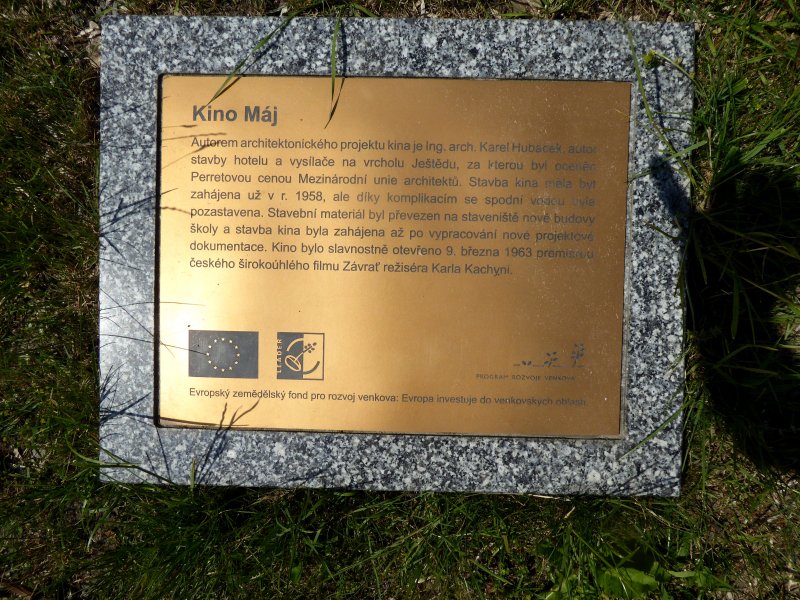 Kino Máj
Autorem architektonického projektu kina je Ing. arch. Karel Hubáček, autor
stavby hotelu a vysílače na vrcholu Ještědu, za kterou byl oceněn
Perretovou cenou Mezinárodní unie architektů. Stavba kina měla být
zahájena už v r. 1958, ale díky komplikacím se spodní vodou byla
pozastavena. Stavební materiál byl převezen na staveniště nové budovy
školy a stavba kina byla zahájena až po vypracování nové projektové
dokumentace. Kino bylo slavnostně otevřeno 9. března 1963 premiérou
českého širokoúhlého filmu Závrať režiséra Karla Kachyni.
LEADER
PROGRAM ROZVOJE VENKOVA
Evropský zemědělský fond pro rozvoj venkova: Evropa investuje do venkovských oblastí